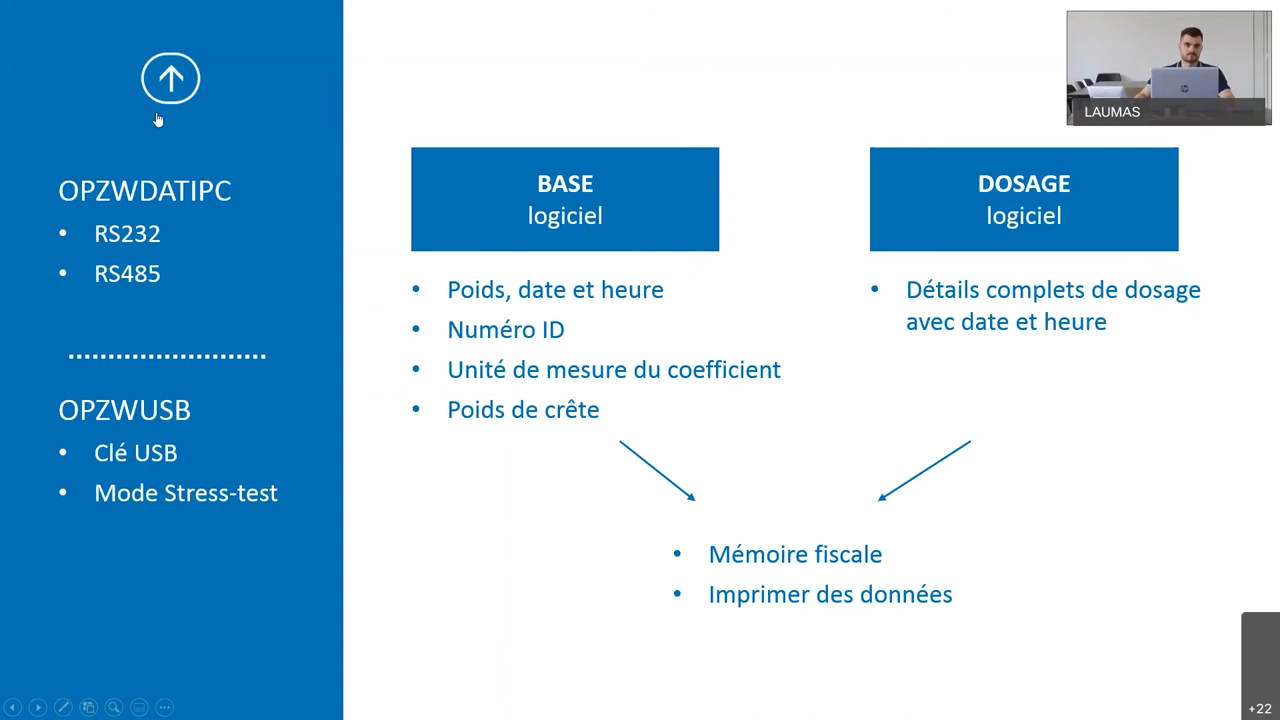 OPZWDATIPC
• RS232
• RS485
OPZWUSB
• Clé USB
• Mode Stress-test
BASE
logiciel
• Poids, date et heure
• Numéro ID
• Unité de mesure du coefficient
• Poids de crête
DOSAGE
logiciel
• Détails complets de dosage
avec date et heure
• Mémoire fiscale
• Imprimer des données
LAUMAS
+22